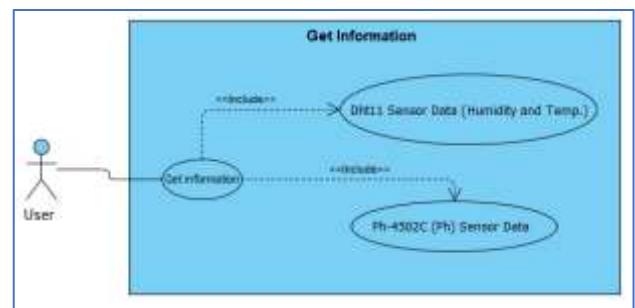 Get Information
<<Include>>
Dht11 Sensor Data (Humidity and Temp.)
<<Include>>
Get information
User
Ph-4502C (Ph) Sensor Data